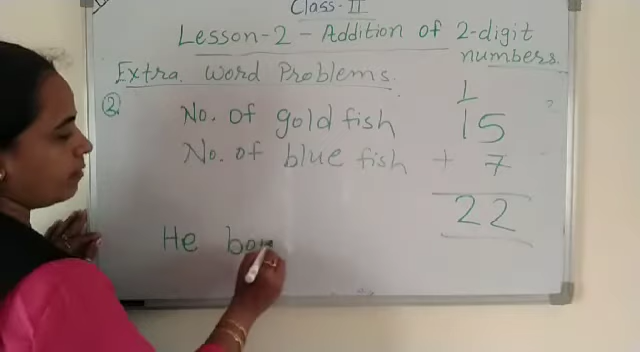 Class-II
Lesson-2 - Addition of 2-digit
numbers.
Extra Word Problems.
② 1
No. of gold fish 15
No. of blue fish + 7
22
He bou